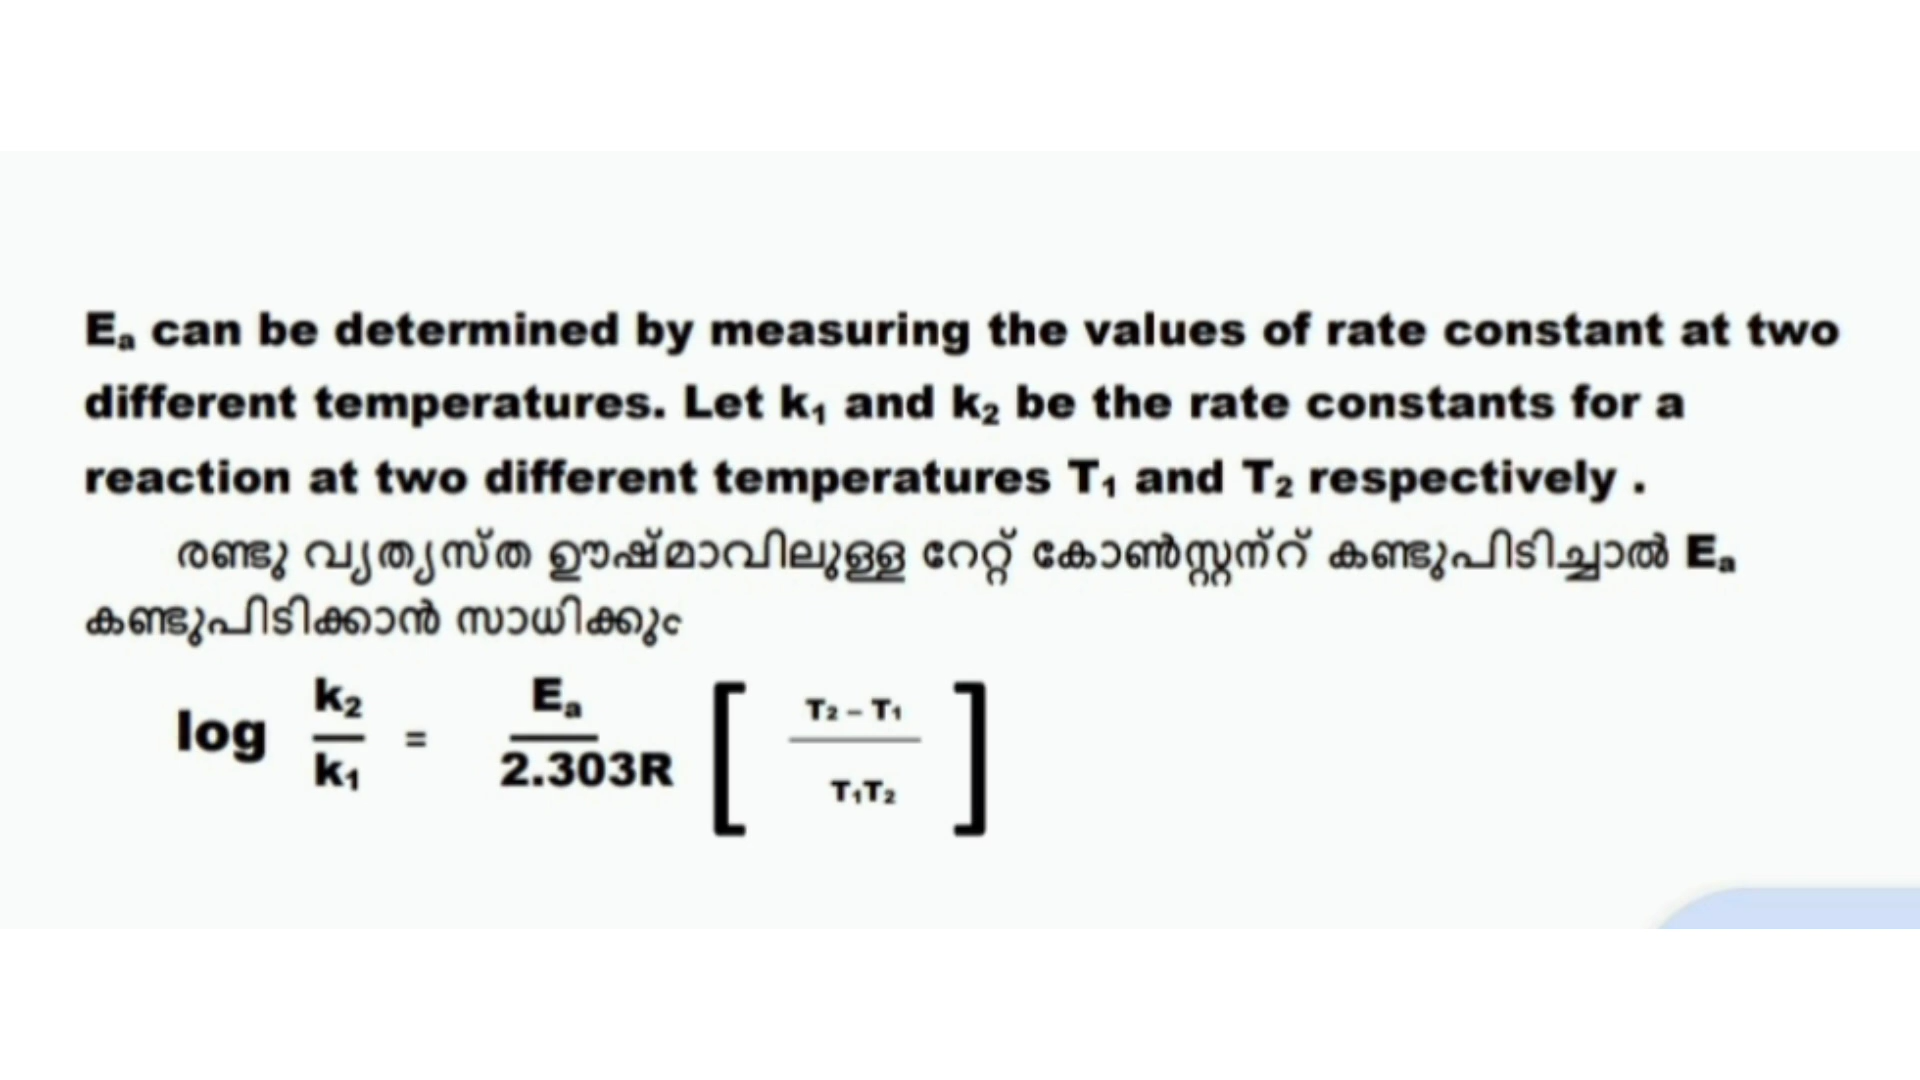 Eₐ can be determined by measuring the values of rate constant at two
different temperatures. Let k₁ and k₂ be the rate constants for a
reaction at two different temperatures T₁ and T₂ respectively .
രണ്ടു വ്യത്യസ്ത ഊഷ്മാവിലുള്ള റേറ്റ് കോൺസ്റ്റന്റ് കണ്ടുപിടിച്ചാൽ Eₐ
കണ്ടുപിടിക്കാൻ സാധിക്കും
log k₂/k₁ = Eₐ/2.303R [ T₂ – T₁ / T₁T₂ ]